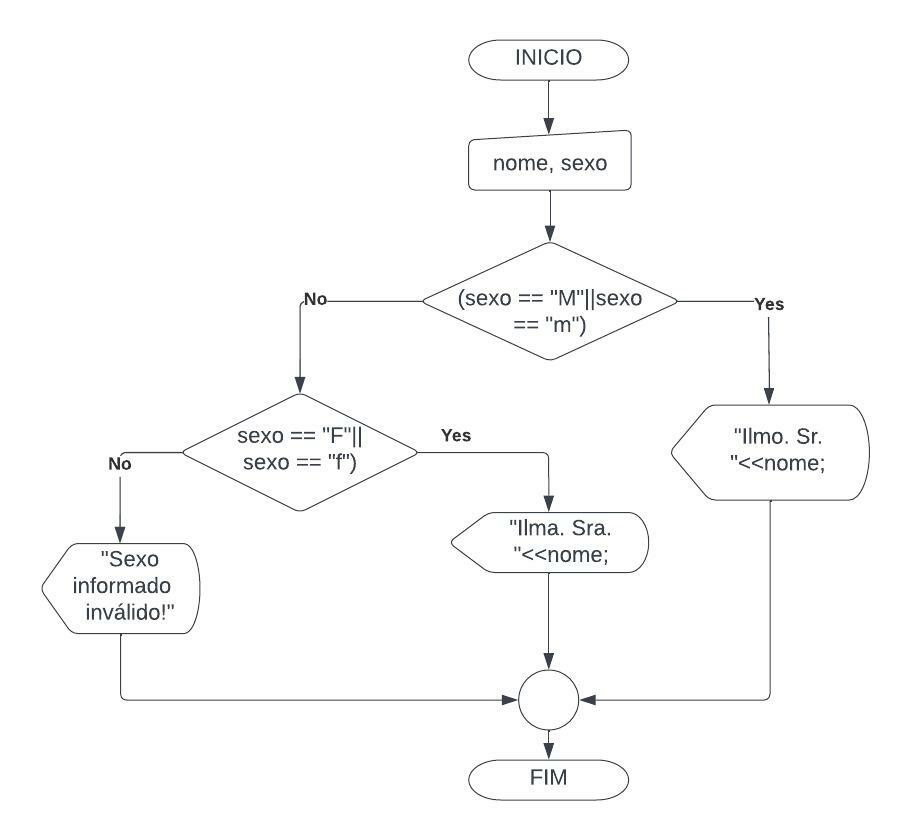 INICIO
nome, sexo
(sexo == "M"||sexo
== "m")
No
Yes
sexo == "F"||
sexo == "f")
Yes
No
"Ilmo. Sr.
"<<nome;
"Ilma. Sra.
"<<nome;
"Sexo
informado
inválido!"
FIM